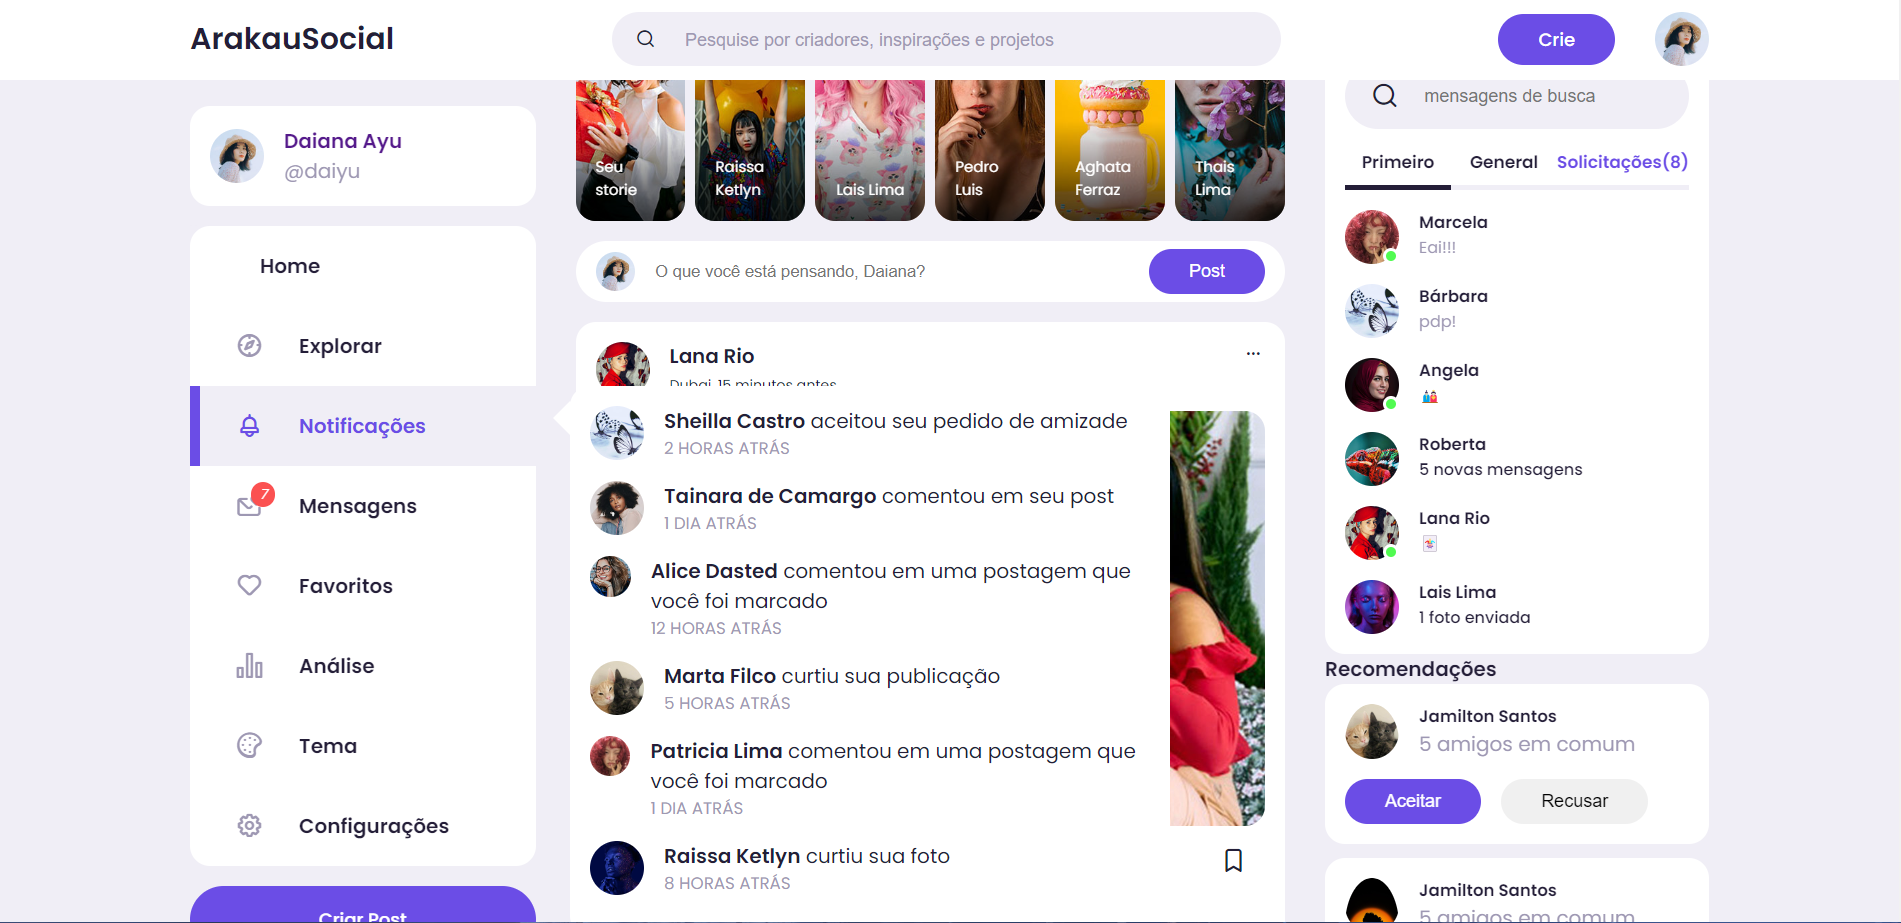 ArakauSocial
Pesquise por criadores, inspirações e projetos
Crie
Daiana Ayu
@daiyu
Home
Explorar
Notificações
7
Mensagens
Favoritos
Análise
Tema
Configurações
Criar Post
Seu
storie
Raissa
Ketlyn
Lais Lima
Pedro
Luis
Aghata
Ferraz
Thais
Lima
O que você está pensando, Daiana?
Post
Lana Rio
...
Dubai, 15 minutos antes
Sheilla Castro aceitou seu pedido de amizade
2 HORAS ATRÁS
Tainara de Camargo comentou em seu post
1 DIA ATRÁS
Alice Dasted comentou em uma postagem que
você foi marcado
12 HORAS ATRÁS
Marta Filco curtiu sua publicação
5 HORAS ATRÁS
Patricia Lima comentou em uma postagem que
você foi marcado
1 DIA ATRÁS
Raissa Ketlyn curtiu sua foto
8 HORAS ATRÁS
mensagens de busca
Primeiro General Solicitações(8)
Marcela
Eai!!!
Bárbara
pdp!
Angela
Roberta
5 novas mensagens
Lana Rio
Lais Lima
1 foto enviada
Recomendações
Jamilton Santos
5 amigos em comum
Aceitar
Recusar
Jamilton Santos
5 amigos em comum